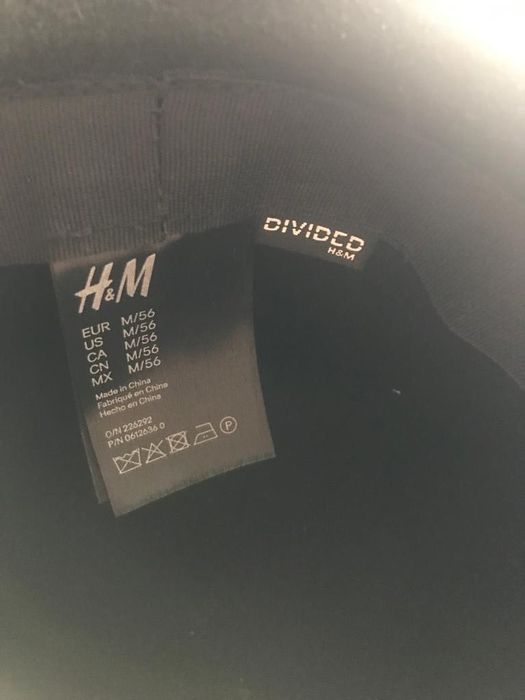 DIVIDED
H&M
H&M
EUR M/56
US M/56
CA M/56
CN M/56
MX M/56
Made in China
Fabriqué en Chine
Hecho en China
O/N 226292
P/N 0612636 0
P